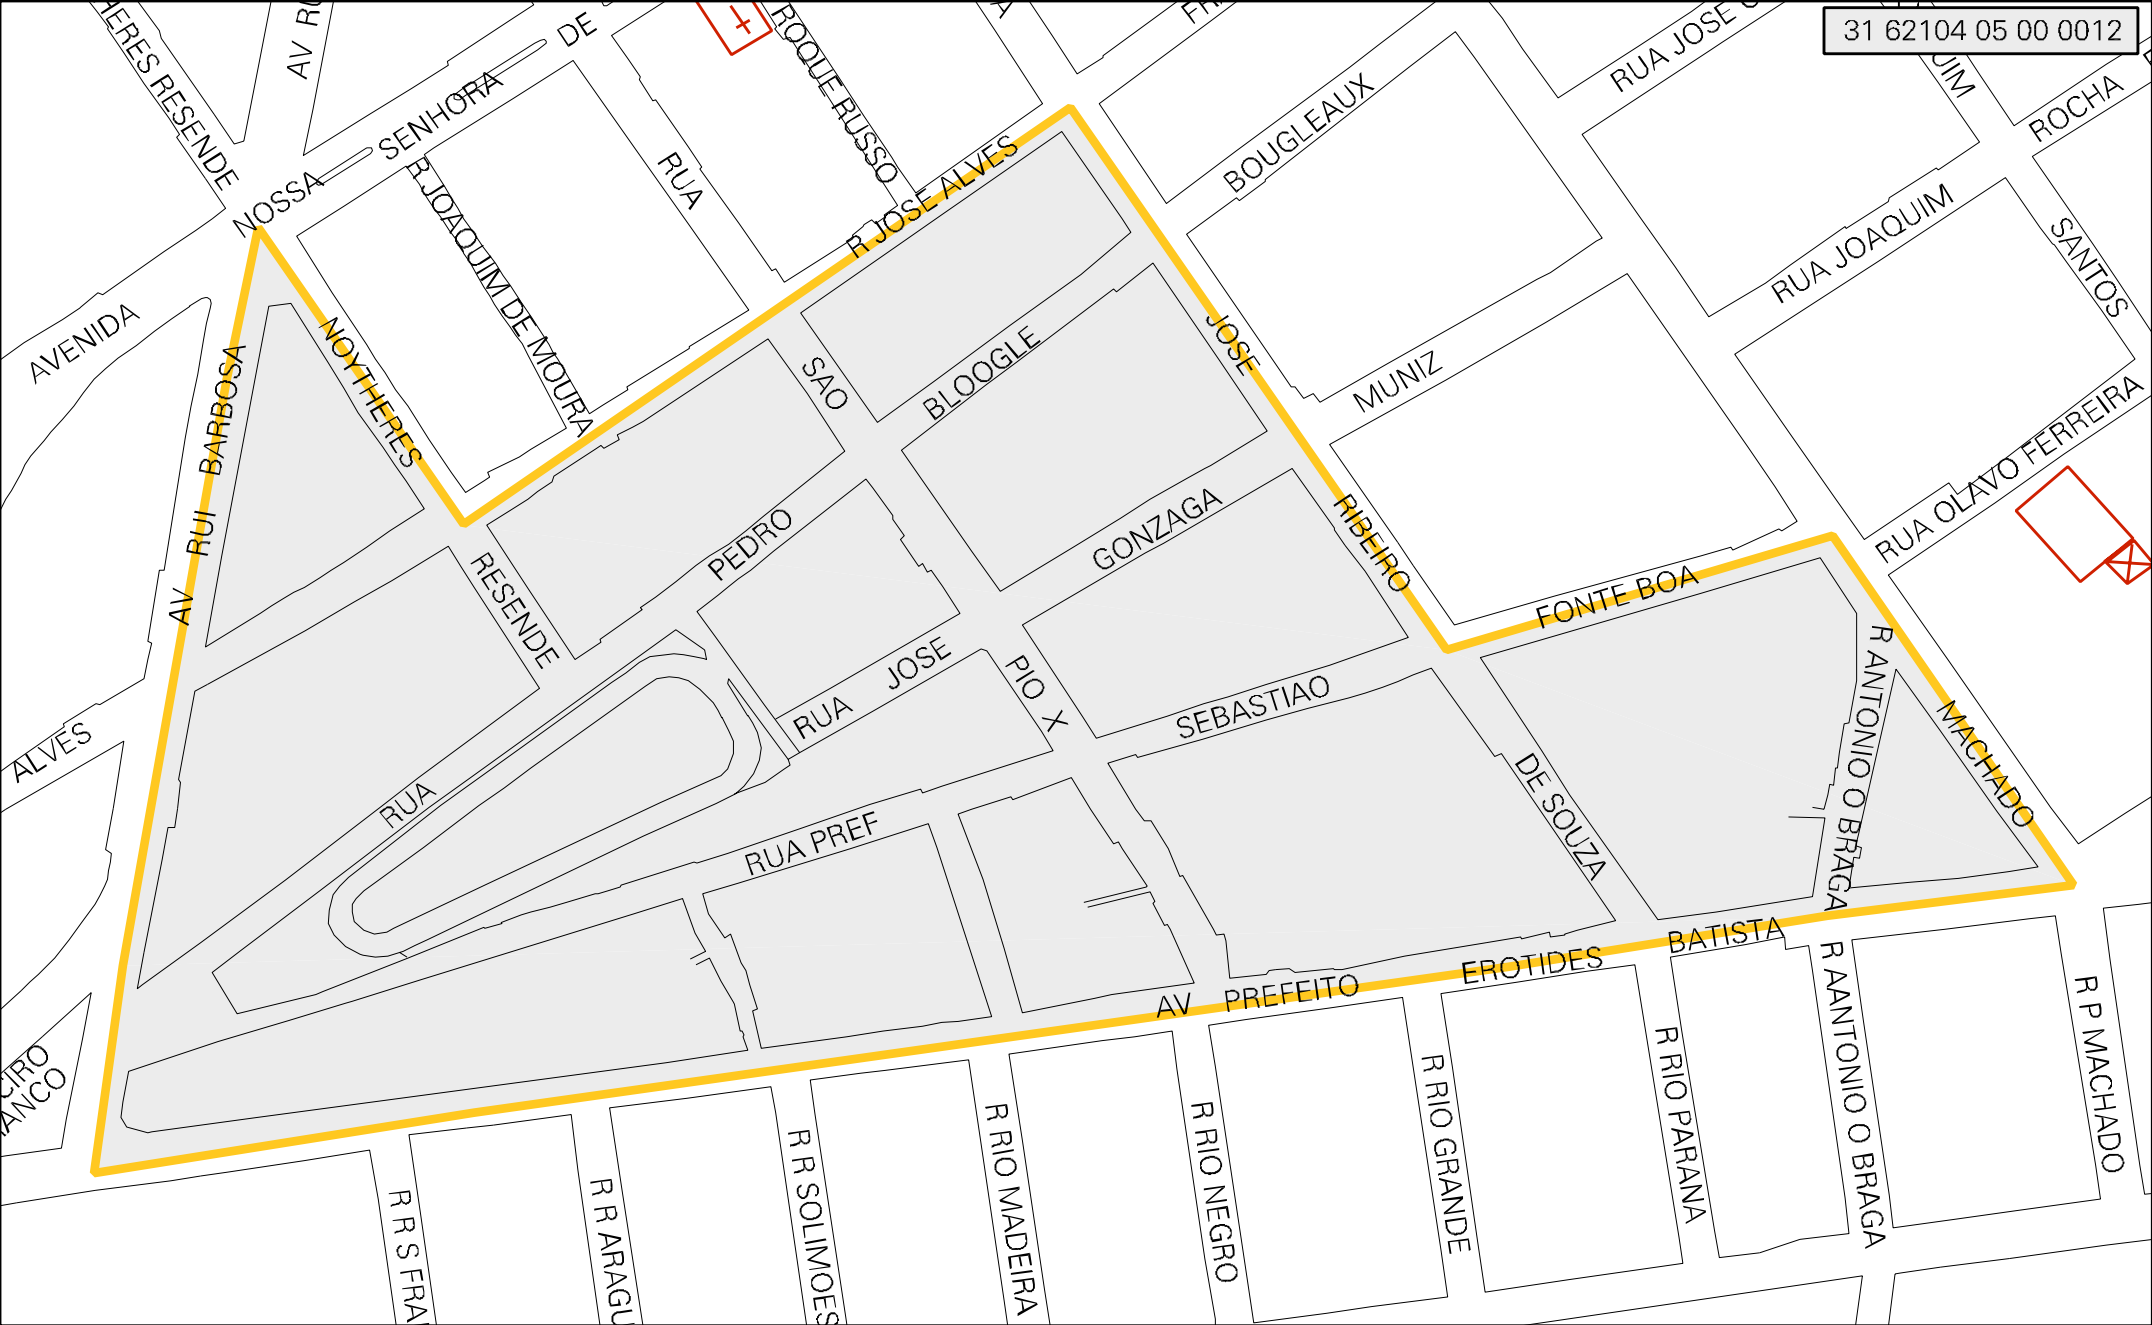 31 62104 05 00 0012
HERES RESENDE
DE
SENHORA
NOSSA
AVENIDA
ROQUE RUSSO
RUA
R JOAQUIM DE MOURA
R JOSE ALVES
BOUGLEAUX
RUA JOSE
ROCHA
RUA JOAQUIM
SANTOS
RUA OLAVO FERREIRA
MUNIZ
JOSE
RIBEIRO
DE SOUZA
NOYTHERES
RESENDE
AV RUI BARBOSA
SAO
PIO X
BLOOGLE
PEDRO
RUA
GONZAGA
RUA JOSE
SEBASTIAO
RUA PREF
FONTE BOA
R ANTONIO O BRAGA
MACHADO
ALVES
AV PREFEITO EROTIDES BATISTA
R R S FRA
R R ARAGU
R R SOLIMOES
R RIO MADEIRA
R RIO NEGRO
R RIO GRANDE
R RIO PARANA
R AANTONIO O BRAGA
R P MACHADO